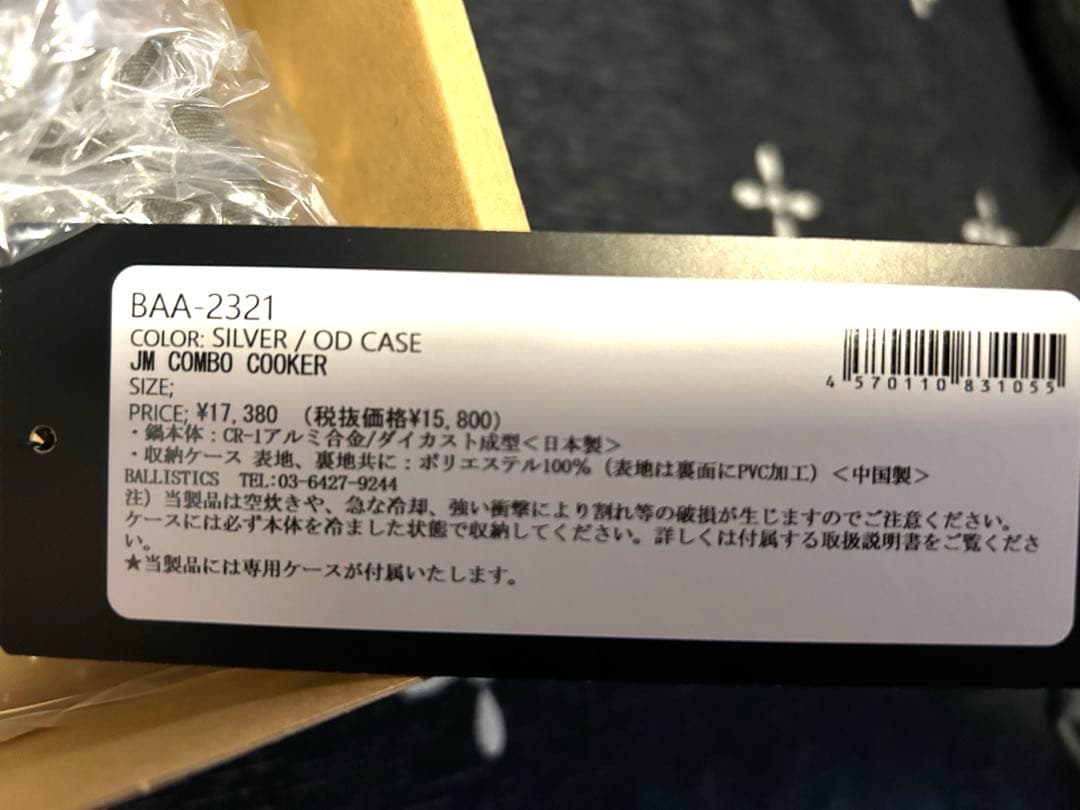 BAA-2321
COLOR: SILVER / OD CASE
JM COMBO COOKER
SIZE;
PRICE; ¥17,380 (税抜価格¥15,800)
・鍋本体：CR-1アルミ合金/ダイカスト成型＜日本製＞
・収納ケース 表地、裏地共に：ポリエステル100%（表地は裏面にPVC加工）＜中国製＞
BALLISTICS TEL:03-6427-9244
注）当製品は空炊きや、急な冷却、強い衝撃により割れ等の破損が生じますのでご注意ください。
ケースには必ず本体を冷ました状態で収納してください。詳しくは付属する取扱説明書をご覧くださ
い。
★当製品には専用ケースが付属いたします。
4 570110 831055